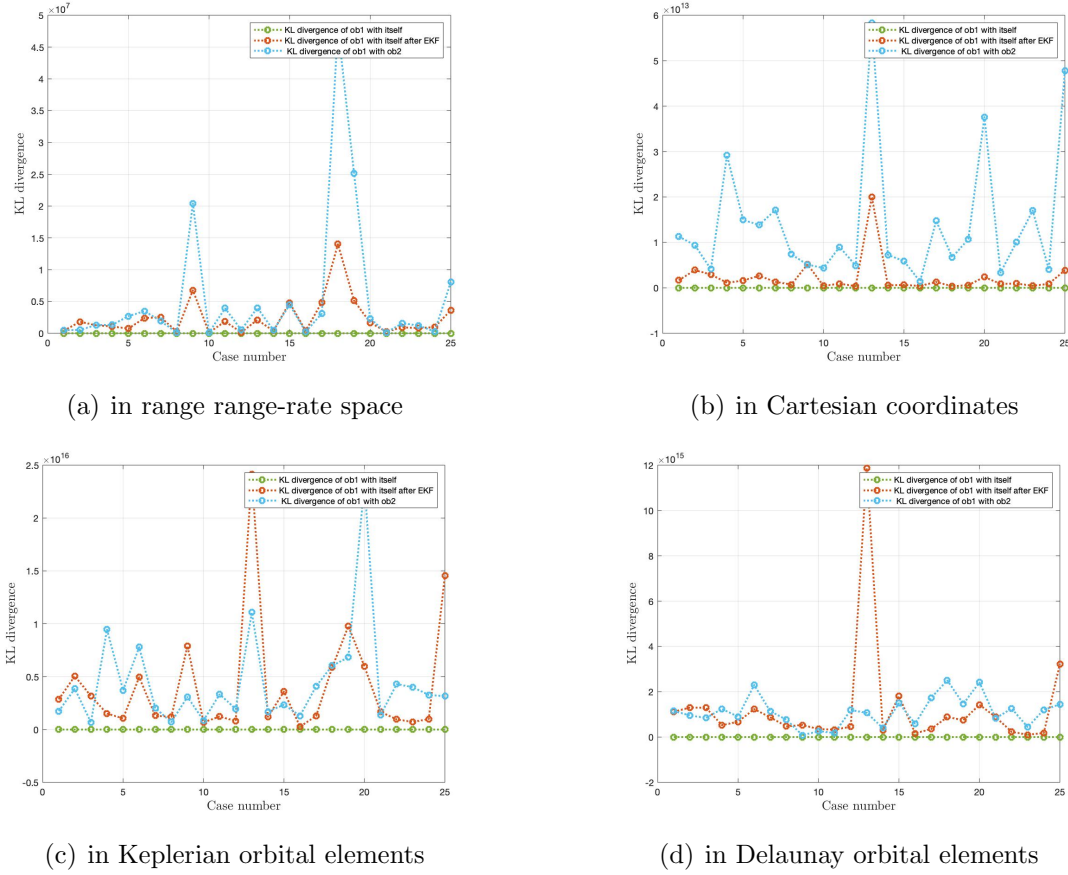 ×10^7
5
4.5
4
3.5
3
2.5
2
1.5
1
0.5
0
KL divergence
KL divergence of ob1 with itself
KL divergence of ob1 with itself after EKF
KL divergence of ob1 with ob2
0 5 10 15 20 25
Case number
(a) in range range-rate space
×10^13
6
5
4
3
2
1
0
-1
KL divergence
KL divergence of ob1 with itself
KL divergence of ob1 with itself after EKF
KL divergence of ob1 with ob2
0 5 10 15 20 25
Case number
(b) in Cartesian coordinates
×10^16
2.5
2
1.5
1
0.5
0
-0.5
KL divergence
KL divergence of ob1 with itself
KL divergence of ob1 with itself after EKF
KL divergence of ob1 with ob2
0 5 10 15 20 25
Case number
(c) in Keplerian orbital elements
×10^15
12
10
8
6
4
2
0
-2
KL divergence
KL divergence of ob1 with itself
KL divergence of ob1 with itself after EKF
KL divergence of ob1 with ob2
0 5 10 15 20 25
Case number
(d) in Delaunay orbital elements